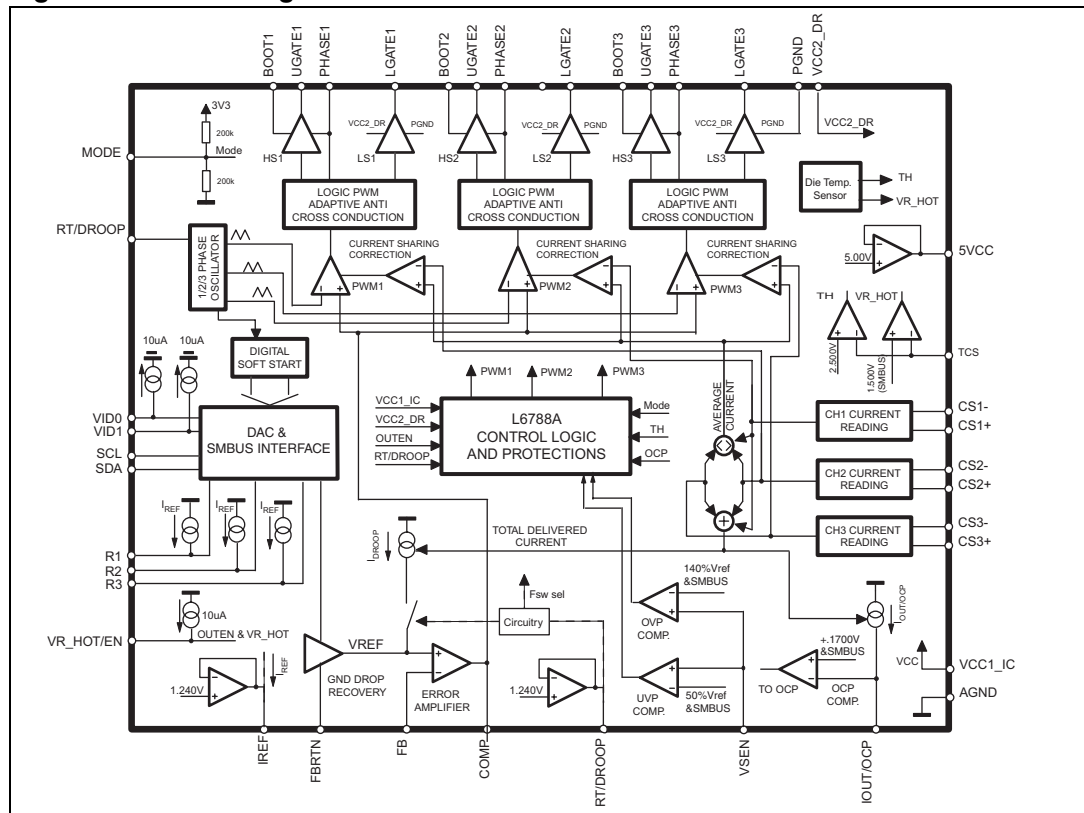 BOOT1
UGATE1
PHASE1
LGATE1
BOOT2
UGATE2
PHASE2
LGATE2
BOOT3
UGATE3
PHASE3
LGATE3
PGND
VCC2_DR
3V3
200k
MODE
Mode
200k
HS1
VCC2_DR
PGND
LS1
HS2
VCC2_DR
PGND
LS2
HS3
VCC2_DR
PGND
LS3
VCC2_DR
LOGIC PWM
ADAPTIVE ANTI
CROSS CONDUCTION
LOGIC PWM
ADAPTIVE ANTI
CROSS CONDUCTION
LOGIC PWM
ADAPTIVE ANTI
CROSS CONDUCTION
Die Temp.
Sensor
TH
VR_HOT
RT/DROOP
1/2/3 PHASE
OSCILLATOR
CURRENT SHARING
CORRECTION
PWM1
CURRENT SHARING
CORRECTION
PWM2
CURRENT SHARING
CORRECTION
PWM3
5.00V
5VCC
TH
VR_HOT
2.500V
1.500V
(SMBUS)
TCS
10uA
10uA
DIGITAL
SOFT START
VID0
VID1
SCL
SDA
DAC &
SMBUS INTERFACE
PWM1
PWM2
PWM3
VCC1_IC
VCC2_DR
OUTEN
RT/DROOP
L6788A
CONTROL LOGIC
AND PROTECTIONS
Mode
TH
OCP
AVERAGE
CURRENT
CH1 CURRENT
READING
CS1-
CS1+
CH2 CURRENT
READING
CS2-
CS2+
CH3 CURRENT
READING
CS3-
CS3+
IREF
IREF
IREF
R1
R2
R3
IDROOP
TOTAL DELIVERED
CURRENT
10uA
VR_HOT/EN
OUTEN & VR_HOT
Fsw sel
Circuitry
140%Vref
&SMBUS
OVP
COMP.
IOUT/OCP
VREF
GND DROP
RECOVERY
ERROR
AMPLIFIER
1.240V
IREF
1.240V
UVP
COMP.
50%Vref
&SMBUS
+.1700V
&SMBUS
TO OCP
OCP
COMP.
VCC
VCC1_IC
AGND
IREF
FBRTN
FB
COMP
RT/DROOP
VSEN
IOUT/OCP